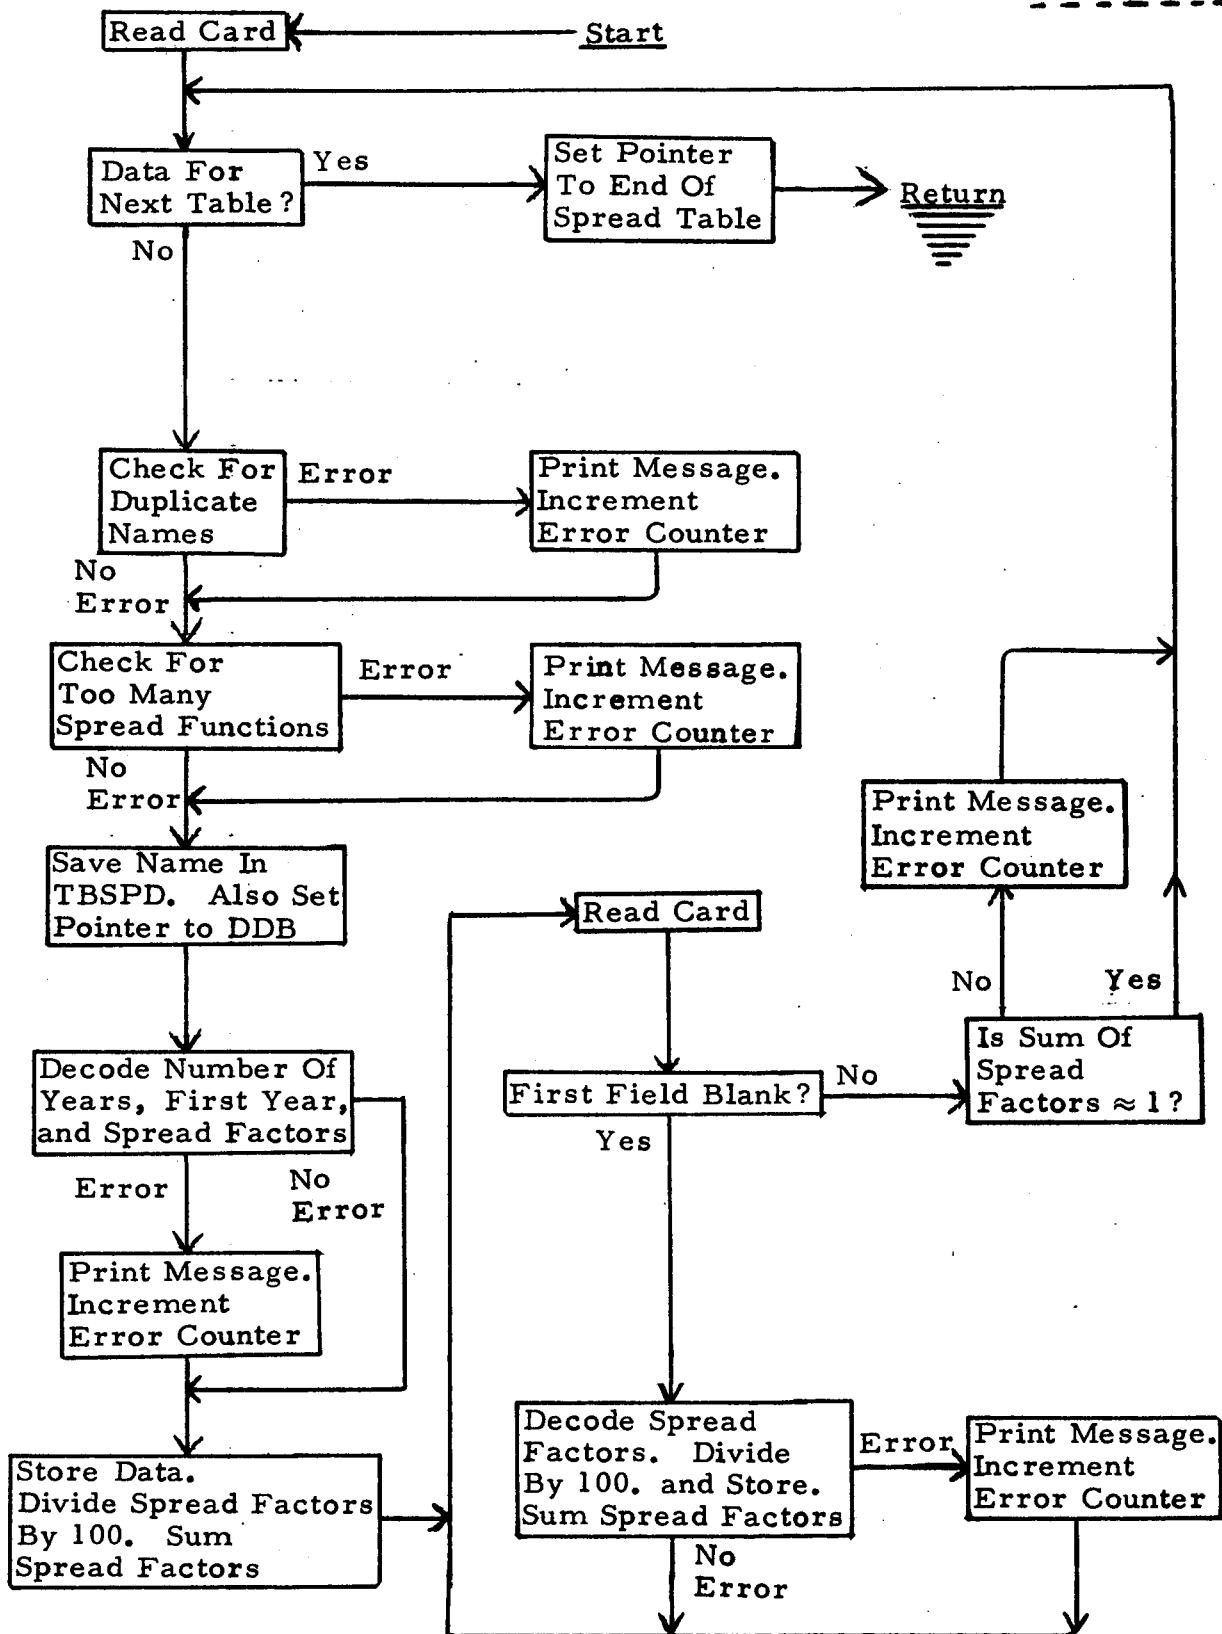 Read Card
Start
Data For
Next Table?
Yes
No
Set Pointer
To End Of
Spread Table
Return
Check For
Duplicate
Names
Error
No
Error
Print Message.
Increment
Error Counter
Check For
Too Many
Spread Functions
Error
No
Error
Print Message.
Increment
Error Counter
Save Name In
TBSPD. Also Set
Pointer to DDB
Decode Number Of
Years, First Year,
and Spread Factors
Error
No
Error
Print Message.
Increment
Error Counter
Store Data.
Divide Spread Factors
By 100. Sum
Spread Factors
Read Card
First Field Blank?
No
Yes
Is Sum Of
Spread
Factors ≈ 1?
No
Yes
Print Message.
Increment
Error Counter
Decode Spread
Factors. Divide
By 100. and Store.
Sum Spread Factors
Error
No
Error
Print Message.
Increment
Error Counter